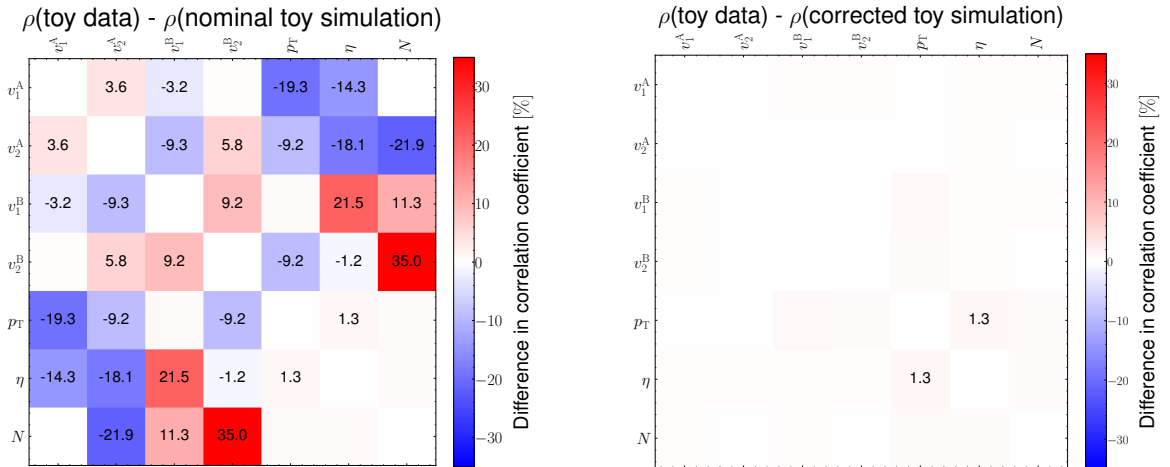 ρ(toy data) - ρ(nominal toy simulation)
v₁ᴬ v₂ᴬ v₁ᴮ v₂ᴮ p_T η N
v₁ᴬ 3.6 -3.2 -19.3 -14.3
v₂ᴬ 3.6 -9.3 5.8 -9.2 -18.1 -21.9
v₁ᴮ -3.2 -9.3 9.2 21.5 11.3
v₂ᴮ 5.8 9.2 -9.2 -1.2 35.0
p_T -19.3 -9.2 -9.2 1.3
η -14.3 -18.1 21.5 -1.2 1.3
N -21.9 11.3 35.0
30
20
10
0
−10
−20
−30
Difference in correlation coefficient [%]
ρ(toy data) - ρ(corrected toy simulation)
v₁ᴬ v₂ᴬ v₁ᴮ v₂ᴮ p_T η N
v₁ᴬ
v₂ᴬ
v₁ᴮ
v₂ᴮ
p_T 1.3
η 1.3
N
30
20
10
0
−10
−20
−30
Difference in correlation coefficient [%]